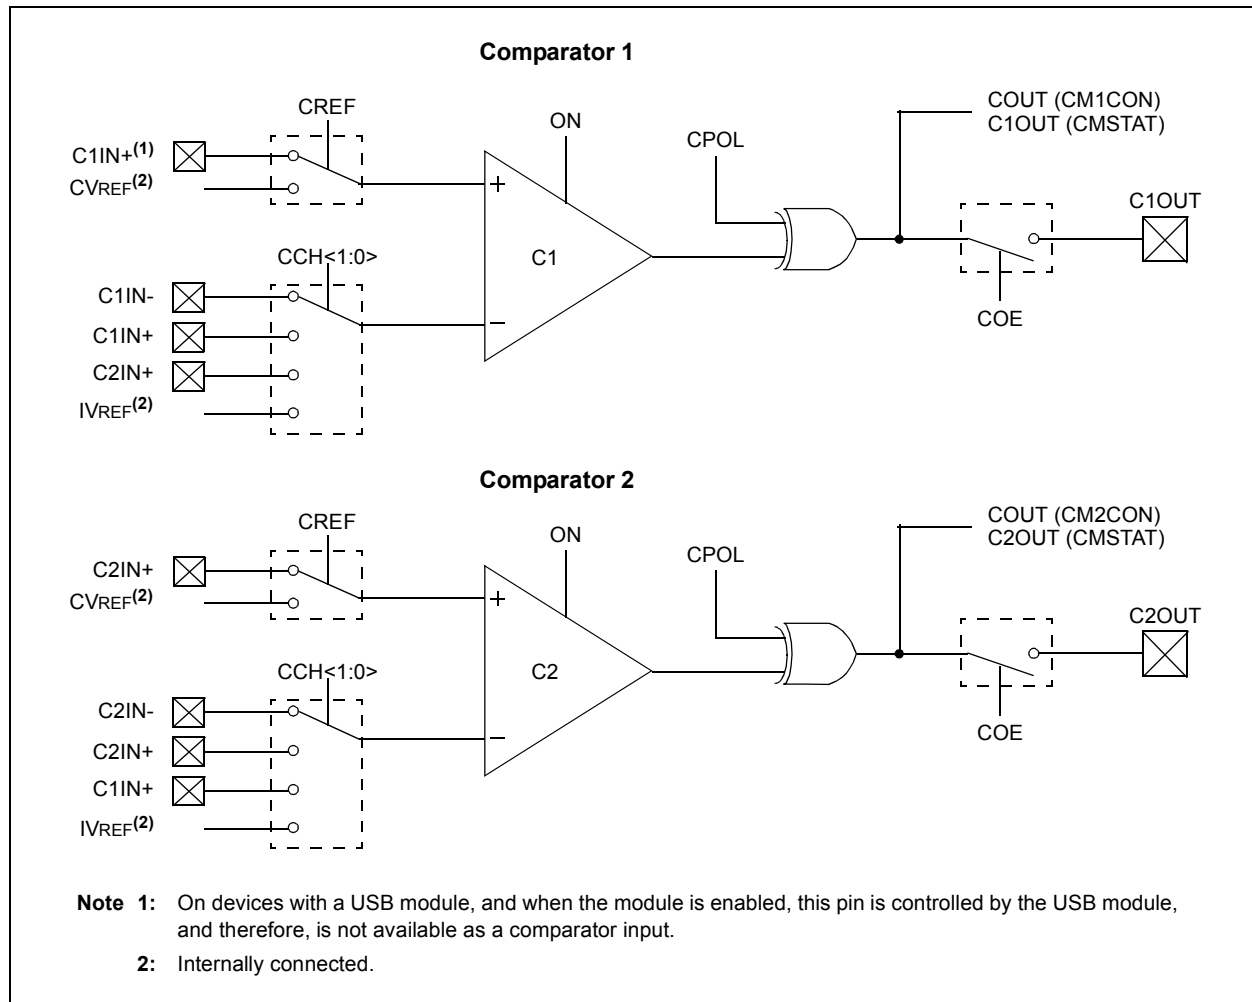 Comparator 1
CREF
ON
CPOL
COUT (CM1CON)
C1OUT (CMSTAT)
C1IN+(1)
CVREF(2)
C1OUT
+
CCH<1:0>
C1
C1IN-
C1IN+
C2IN+
IVREF(2)
−
COE
Comparator 2
CREF
ON
CPOL
COUT (CM2CON)
C2OUT (CMSTAT)
C2IN+
CVREF(2)
C2OUT
+
CCH<1:0>
C2
C2IN-
C2IN+
C1IN+
IVREF(2)
−
COE
Note 1: On devices with a USB module, and when the module is enabled, this pin is controlled by the USB module,
and therefore, is not available as a comparator input.
2: Internally connected.